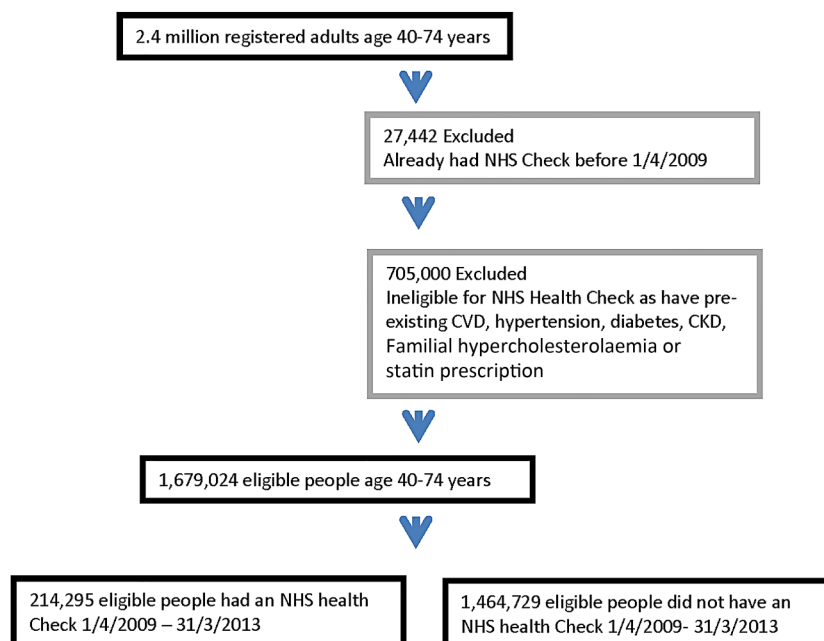 2.4 million registered adults age 40-74 years
27,442 Excluded
Already had NHS Check before 1/4/2009
705,000 Excluded
Ineligible for NHS Health Check as have pre-
existing CVD, hypertension, diabetes, CKD,
Familial hypercholesterolaemia or
statin prescription
1,679,024 eligible people age 40-74 years
214,295 eligible people had an NHS health
Check 1/4/2009 – 31/3/2013
1,464,729 eligible people did not have an
NHS health Check 1/4/2009- 31/3/2013